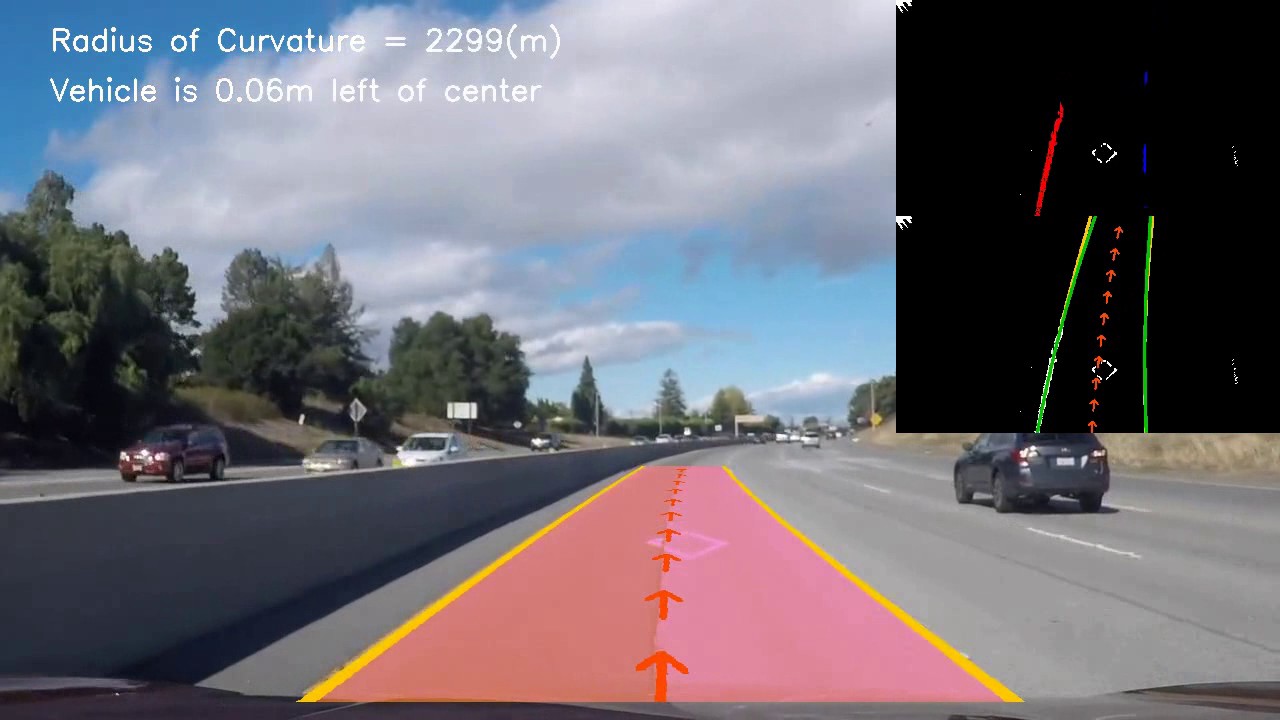 Radius of Curvature = 2299(m)
Vehicle is 0.06m left of center